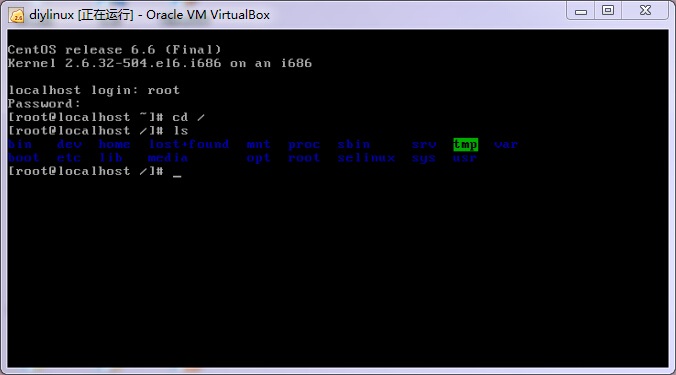 diylinux [正在运行] - Oracle VM VirtualBox
CentOS release 6.6 (Final)
Kernel 2.6.32-504.el6.i686 on an i686
localhost login: root
Password:
[root@localhost ~]# cd /
[root@localhost /]# ls
bin dev home lost+found mnt proc sbin srv tmp var
boot etc lib media opt root selinux sys usr
[root@localhost /]# _